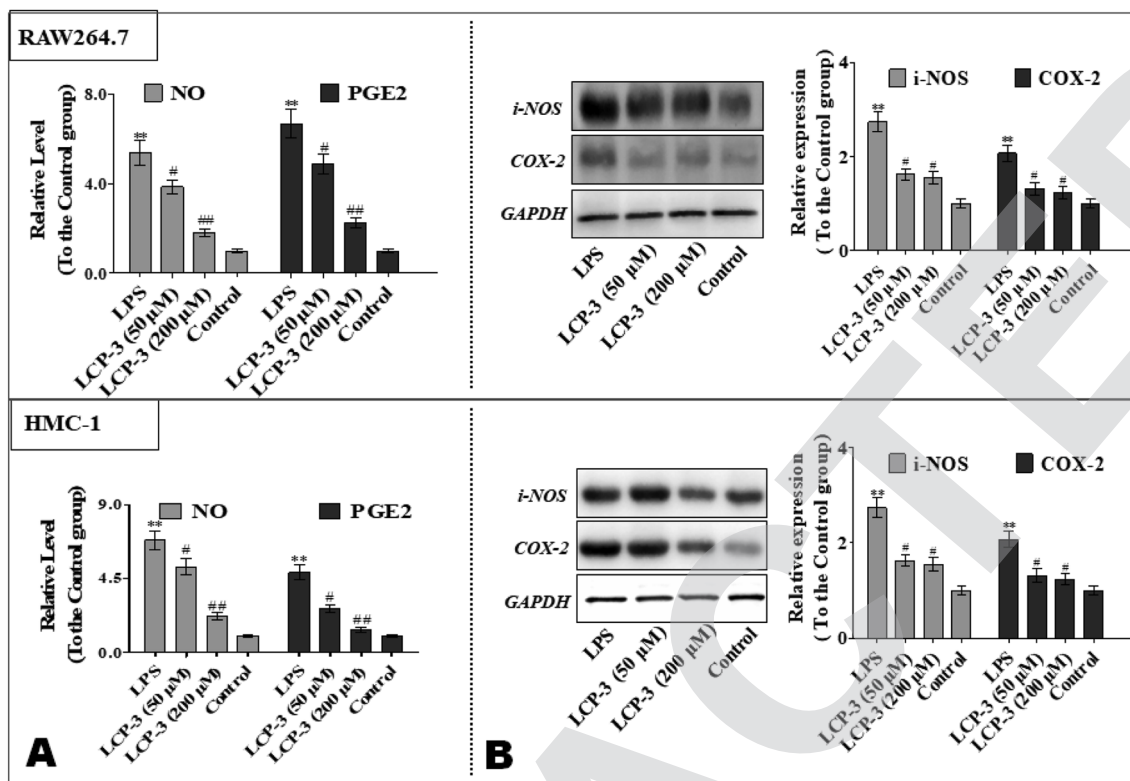 RAW264.7
NO PGE2
Relative Level
(To the Control group)
8.0
4.0
0.0
** # ## ** # ##
LPS
LCP-3 (50 µM)
LCP-3 (200 µM)
Control
LPS
LCP-3 (50 µM)
LCP-3 (200 µM)
Control
i-NOS
COX-2
GAPDH
LPS
LCP-3 (50 µM)
LCP-3 (200 µM)
Control
i-NOS COX-2
Relative expression
( To the Control group)
4
2
0
** # # ** # #
LPS
LCP-3 (50 µM)
LCP-3 (200 µM)
Control
LPS
LCP-3 (50 µM)
LCP-3 (200 µM)
Control
HMC-1
NO PGE2
Relative Level
(To the Control group)
9.0
4.5
0.0
** # ## ** # ##
LPS
LCP-3 (50 µM)
LCP-3 (200 µM)
Control
LPS
LCP-3 (50 µM)
LCP-3 (200 µM)
Control
A
i-NOS
COX-2
GAPDH
LPS
LCP-3 (50 µM)
LCP-3 (200 µM)
Control
B
i-NOS COX-2
Relative expression
( To the Control group)
4
2
0
** # # ** # #
LPS
LCP-3 (50 µM)
LCP-3 (200 µM)
Control
LPS
LCP-3 (50 µM)
LCP-3 (200 µM)
Control